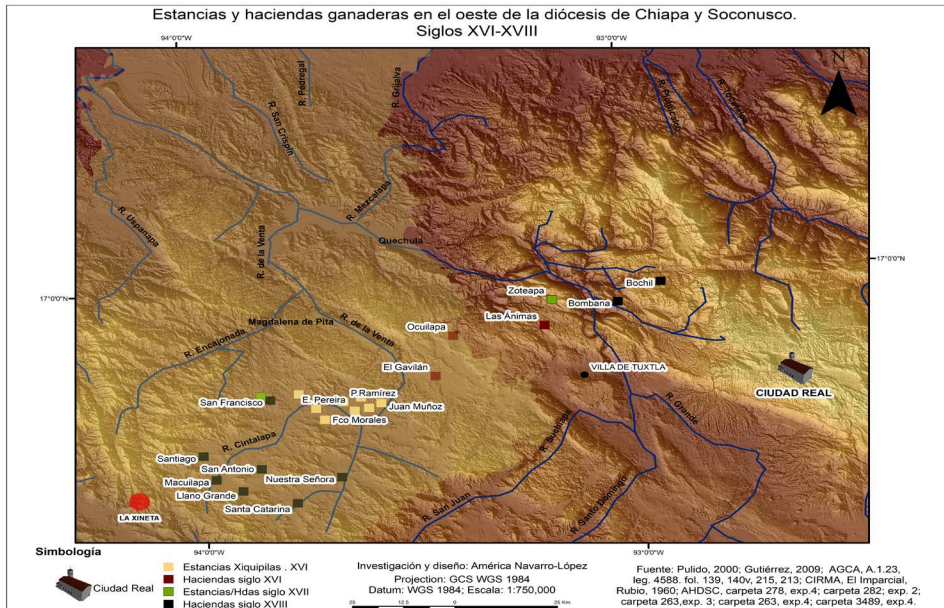 Estancias y haciendas ganaderas en el oeste de la diócesis de Chiapa y Soconusco.
Siglos XVI-XVIII
94°0'0"W
93°0'0"W
N
R. Pedregal
R. San Crispín
R. Grijalva
R. Uspanapa
R. Mezcalapa
R. de la Venta
Quechula
17°0'0"N
17°0'0"N
Bochil
Zoteapa
Bombana
Las Ánimas
Magdalena de Pita
R. de la Venta
Ocuilapa
R. Encajonada
El Gavilán
VILLA DE TUXTLA
CIUDAD REAL
P.Ramírez
San Francisco
E. Pereira
Juan Muñoz
Fco Morales
R. Suchiapa
R. Grande
R. Cintalapa
Santiago
San Antonio
Nuestra Señora
Macuilapa
Llano Grande
Santa Catarina
LA XINETA
R. San Juan
R. Santo Domingo
94°0'0"W
93°0'0"W
Simbología
Ciudad Real
Estancias Xiquipilas . XVI
Haciendas siglo XVI
Estancias/Hdas siglo XVII
Haciendas siglo XVIII
Investigación y diseño: América Navarro-López
Projection: GCS WGS 1984
Datum: WGS 1984; Escala: 1:750,000
25 12.5 25 Km
Fuente: Pulido, 2000; Gutiérrez, 2009; AGCA, A.1.23,
leg. 4588. fol. 139, 140v, 215, 213; CIRMA, El Imparcial,
Rubio, 1960; AHDSC, carpeta 278, exp.4; carpeta 282; exp. 2;
carpeta 263,exp. 3; carpeta 263, exp.4; carpeta 3489, exp.4.